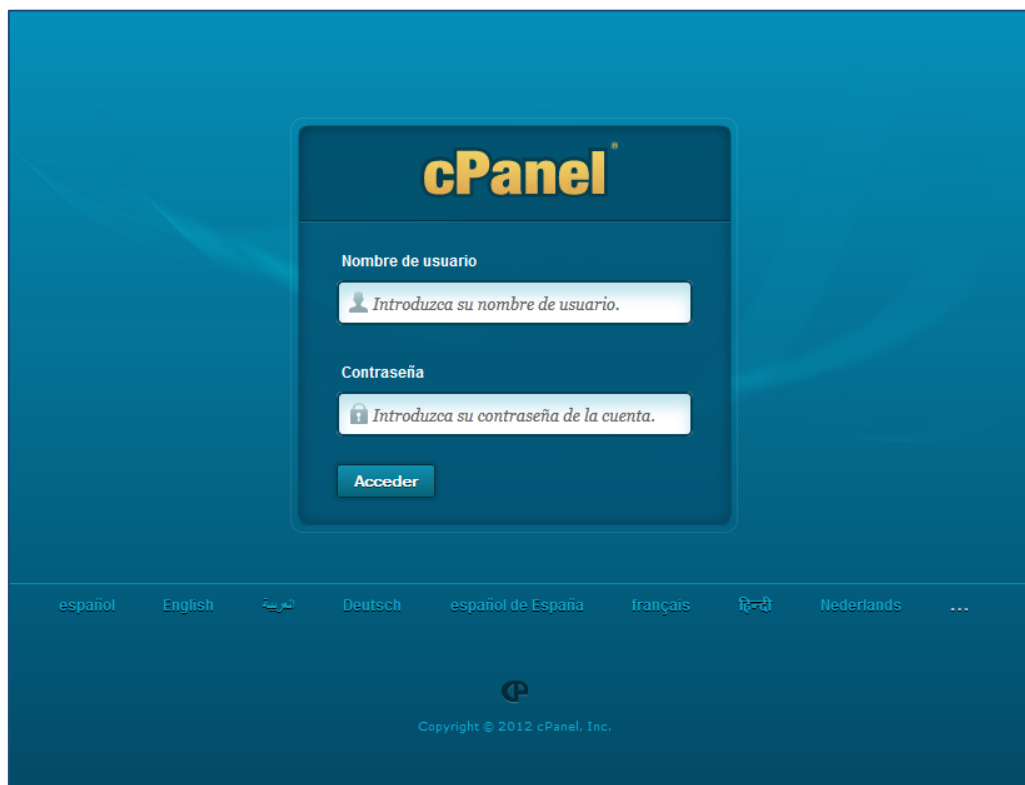 cPanel®
Nombre de usuario
Introduzca su nombre de usuario.
Contraseña
Introduzca su contraseña de la cuenta.
Acceder
español English العربية Deutsch español de España français हिन्दी Nederlands ...
cP
Copyright © 2012 cPanel, Inc.